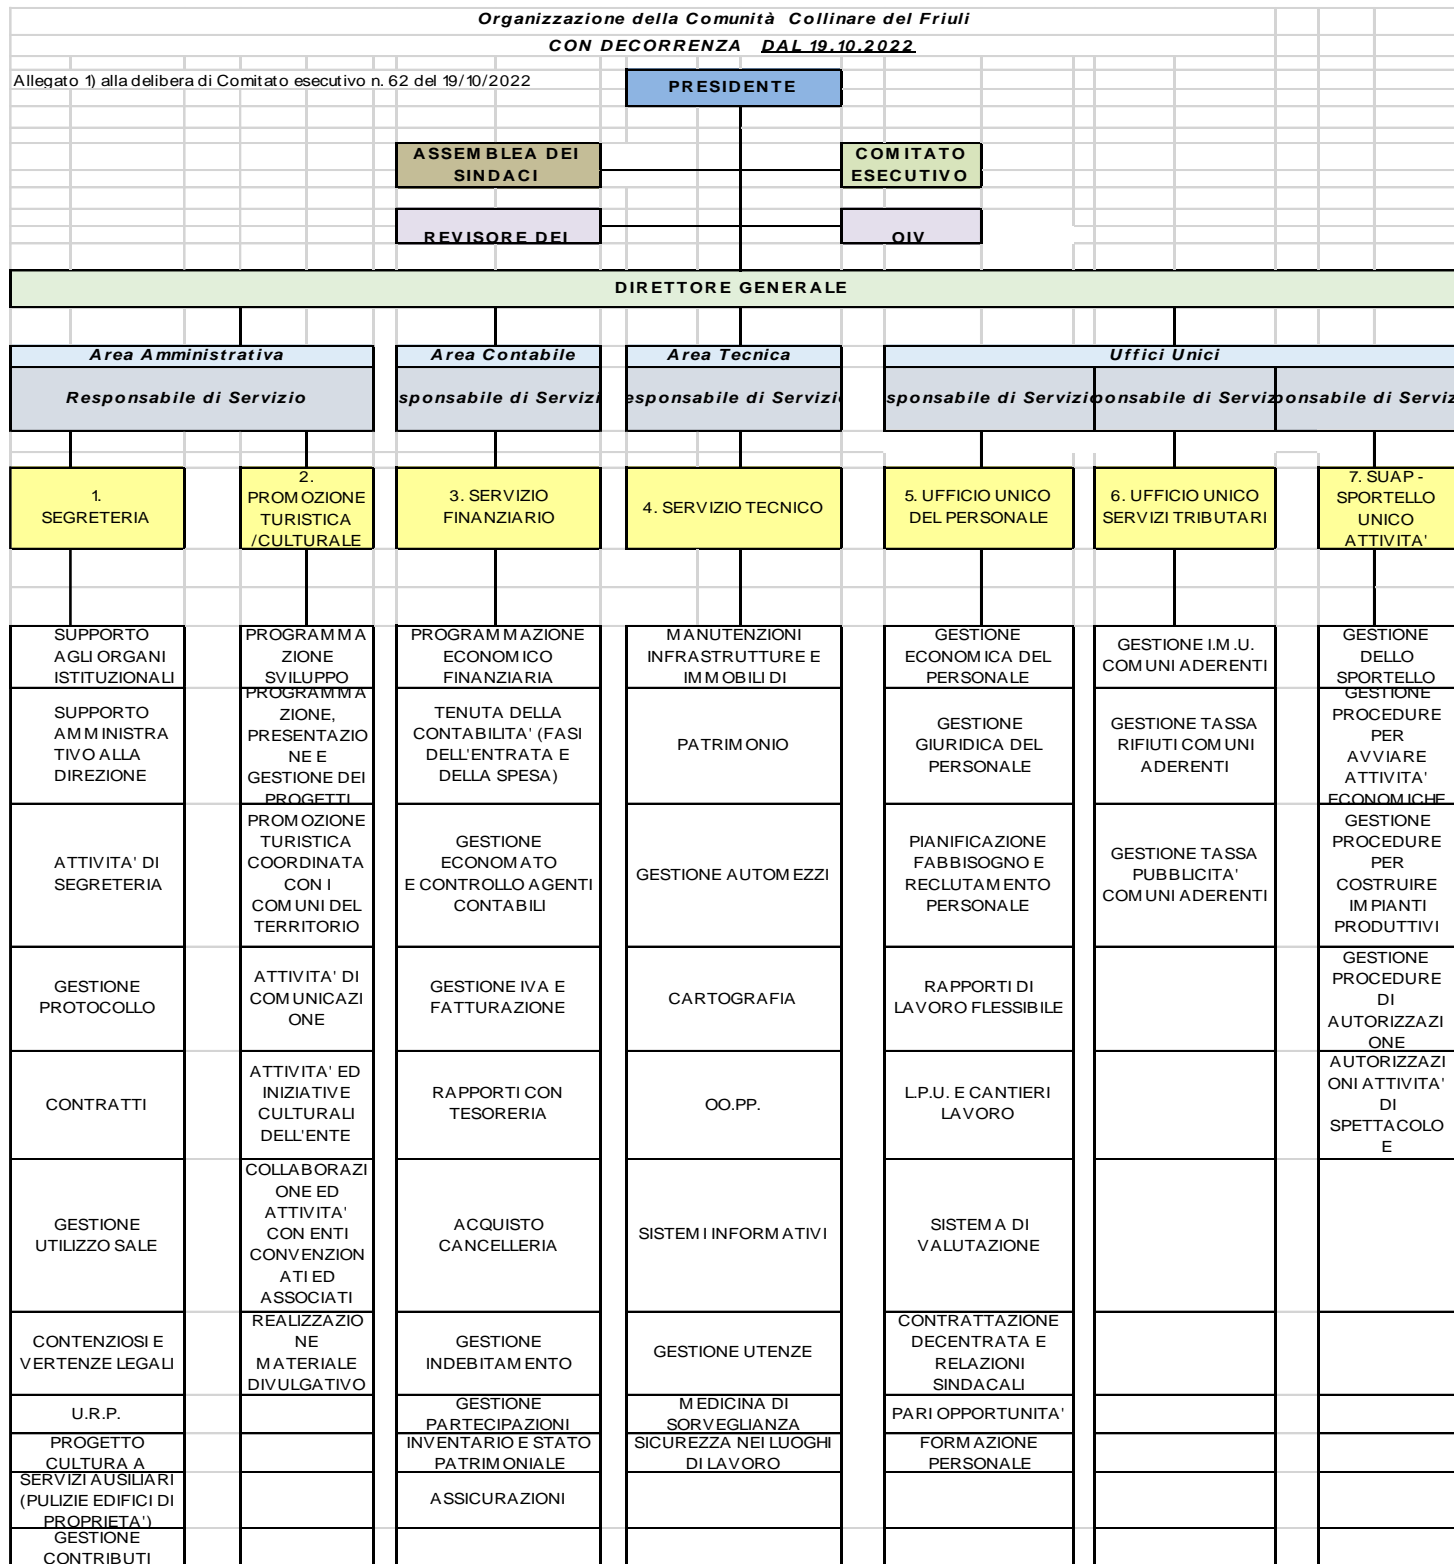 Organizzazione della Comunità Collinare del Friuli
CON DECORRENZA DAL 19.10.2022
Allegato 1) alla delibera di Comitato esecutivo n. 62 del 19/10/2022
PRESIDENTE
ASSEMBLEA DEI
SINDACI
COMITATO
ESECUTIVO
REVISORE DEI
OIV
DIRETTORE GENERALE
Area Amministrativa
Area Contabile
Area Tecnica
Uffici Unici
Responsabile di Servizio
sponsabile di Servizi
esponsabile di Servizi
sponsabile di Servizi
ponsabile di Serviz
ponsabile di Serviz
1.
SEGRETERIA
2.
PROMOZIONE
TURISTICA
/CULTURALE
3. SERVIZIO
FINANZIARIO
4. SERVIZIO TECNICO
5. UFFICIO UNICO
DEL PERSONALE
6. UFFICIO UNICO
SERVIZI TRIBUTARI
7. SUAP -
SPORTELLO
UNICO
ATTIVITA'
SUPPORTO
AGLI ORGANI
ISTITUZIONALI
PROGRAMMA
ZIONE
SVILUPPO
PROGRAMMAZIONE
ECONOMICO
FINANZIARIA
MANUTENZIONI
INFRASTRUTTURE E
IMMOBILI DI
GESTIONE
ECONOMICA DEL
PERSONALE
GESTIONE I.M.U.
COMUNI ADERENTI
GESTIONE
DELLO
SPORTELLO
SUPPORTO
AMMINISTRA
TIVO ALLA
DIREZIONE
PROGRAMMA
ZIONE,
PRESENTAZIO
NE E
GESTIONE DEI
PROGETTI
TENUTA DELLA
CONTABILITA' (FASI
DELL'ENTRATA E
DELLA SPESA)
PATRIMONIO
GESTIONE
GIURIDICA DEL
PERSONALE
GESTIONE TASSA
RIFIUTI COMUNI
ADERENTI
GESTIONE
PROCEDURE
PER
AVVIARE
ATTIVITA'
ECONOMICHE
ATTIVITA' DI
SEGRETERIA
PROMOZIONE
TURISTICA
COORDINATA
CON I
COMUNI DEL
TERRITORIO
GESTIONE
ECONOMATO
E CONTROLLO AGENTI
CONTABILI
GESTIONE AUTOMEZZI
PIANIFICAZIONE
FABBISOGNO E
RECLUTAMENTO
PERSONALE
GESTIONE TASSA
PUBBLICITA'
COMUNI ADERENTI
GESTIONE
PROCEDURE
PER
COSTRUIRE
IMPIANTI
PRODUTTIVI
GESTIONE
PROTOCOLLO
ATTIVITA' DI
COMUNICAZI
ONE
GESTIONE IVA E
FATTURAZIONE
CARTOGRAFIA
RAPPORTI DI
LAVORO FLESSIBILE
GESTIONE
PROCEDURE
DI
AUTORIZZAZI
ONE
CONTRATTI
ATTIVITA' ED
INIZIATIVE
CULTURALI
DELL'ENTE
RAPPORTI CON
TESORERIA
OO.PP.
L.P.U. E CANTIERI
LAVORO
AUTORIZZAZI
ONI ATTIVITA'
DI
SPETTACOLO
E
GESTIONE
UTILIZZO SALE
COLLABORAZI
ONE ED
ATTIVITA'
CON ENTI
CONVENZION
ATI ED
ASSOCIATI
ACQUISTO
CANCELLERIA
SISTEMI INFORMATIVI
SISTEMA DI
VALUTAZIONE
CONTENZIOSI E
VERTENZE LEGALI
REALIZZAZIO
NE
MATERIALE
DIVULGATIVO
GESTIONE
INDEBITAMENTO
GESTIONE UTENZE
CONTRATTAZIONE
DECENTRATA E
RELAZIONI
SINDACALI
U.R.P.
GESTIONE
PARTECIPAZIONI
MEDICINA DI
SORVEGLIANZA
PARI OPPORTUNITA'
PROGETTO
CULTURA A
INVENTARIO E STATO
PATRIMONIALE
SICUREZZA NEI LUOGHI
DI LAVORO
FORMAZIONE
PERSONALE
SERVIZI AUSILIARI
(PULIZIE EDIFICI DI
PROPRIETA')
ASSICURAZIONI
GESTIONE
CONTRIBUTI